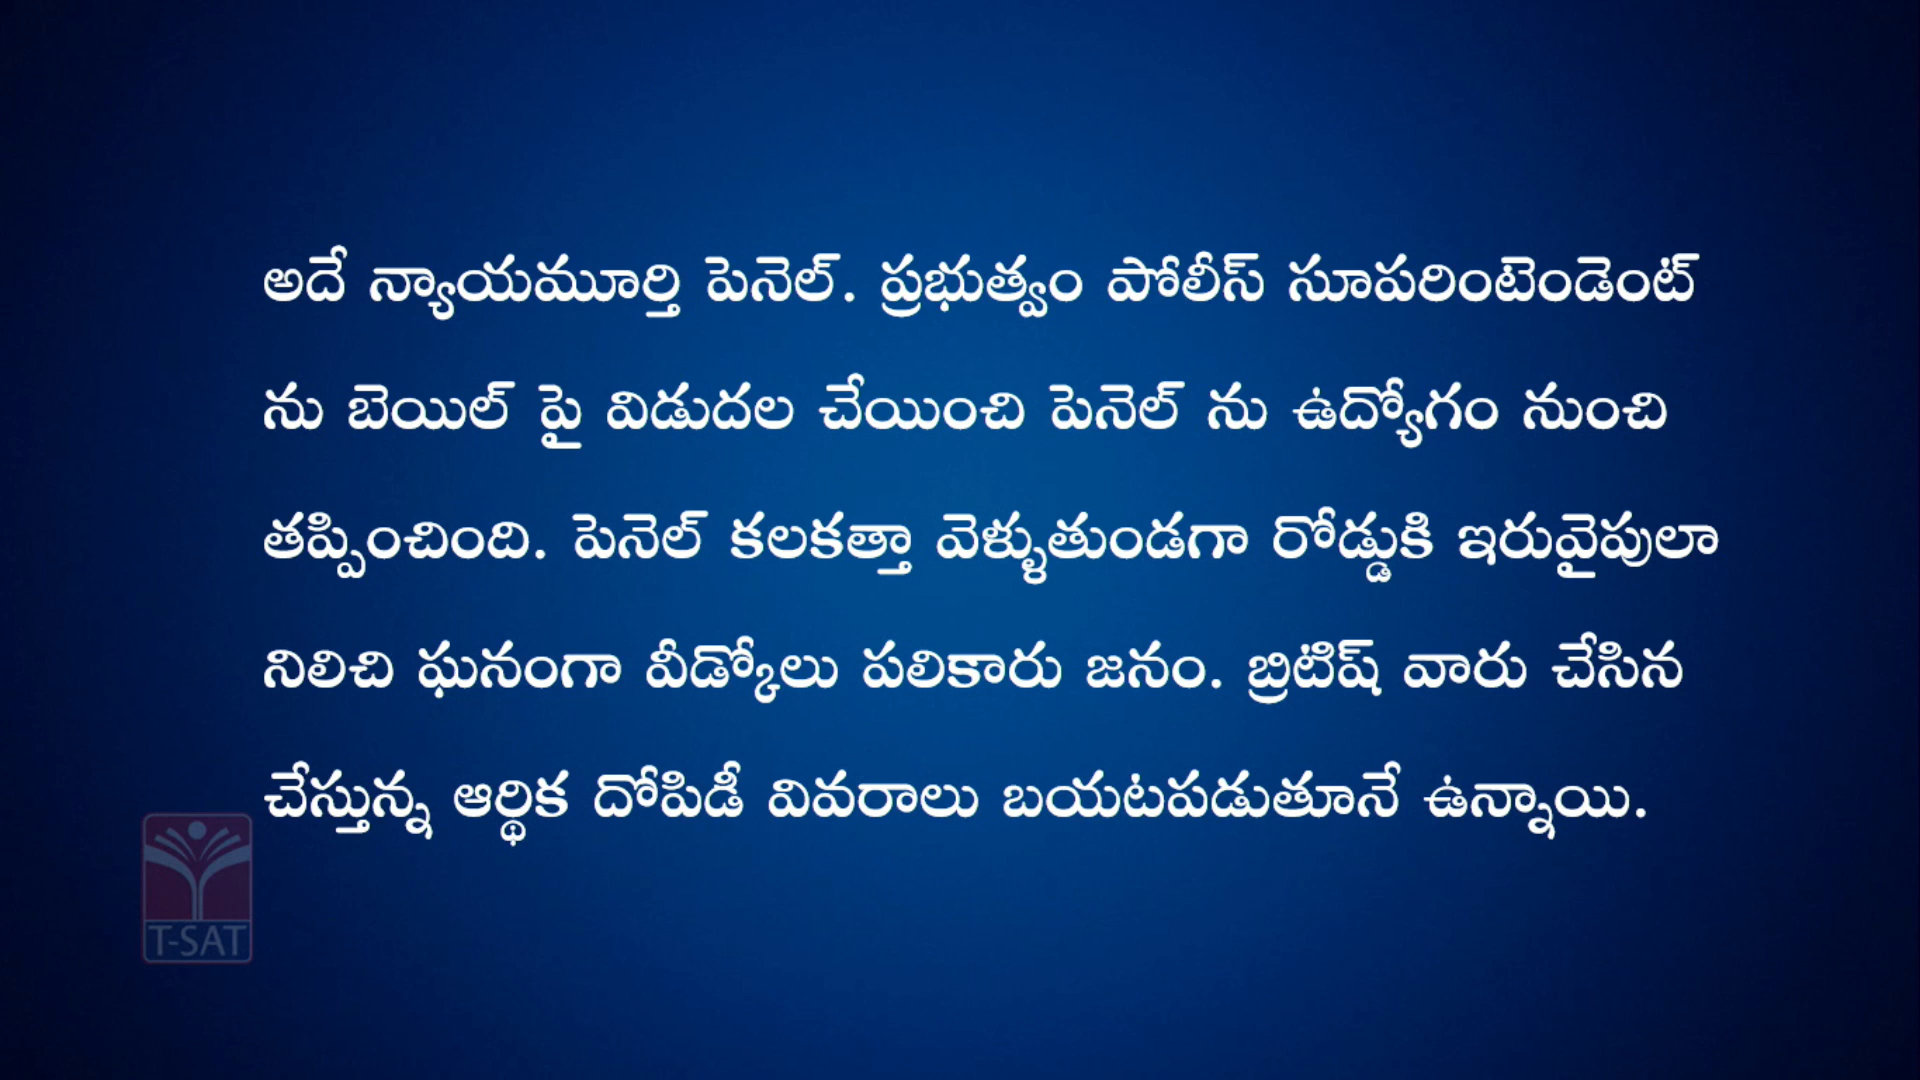 అదే న్యాయమూర్తి పెనెల్. ప్రభుత్వం పోలీస్ సూపరింటెండెంట్
ను బెయిల్ పై విడుదల చేయించి పెనెల్ ను ఉద్యోగం నుంచి
తప్పించింది. పెనెల్ కలకత్తా వెళ్ళుతుండగా రోడ్డుకి ఇరువైపులా
నిలిచి ఘనంగా వీడ్కోలు పలికారు జనం. బ్రిటిష్ వారు చేసిన
చేస్తున్న ఆర్థిక దోపిడీ వివరాలు బయటపడుతూనే ఉన్నాయి.
T-SAT